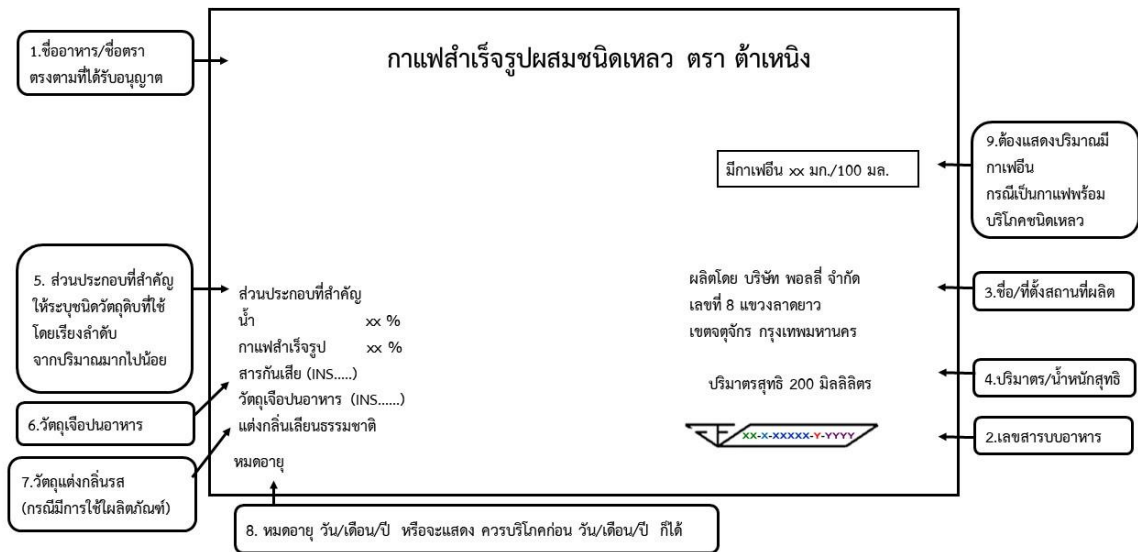 1.ชื่ออาหาร/ชื่อตรา
ตรงตามที่ได้รับอนุญาต
กาแฟสำเร็จรูปผสมชนิดเหลว ตรา ต้าเหนิง
มีกาเฟอีน xx มก./100 มล.
9.ต้องแสดงปริมาณมี
กาเฟอีน
กรณีเป็นกาแฟพร้อม
บริโภคชนิดเหลว
5. ส่วนประกอบที่สำคัญ
ให้ระบุชนิดวัตถุดิบที่ใช้
โดยเรียงลำดับ
จากปริมาณมากไปน้อย
ส่วนประกอบที่สำคัญ
น้ำ xx %
กาแฟสำเร็จรูป xx %
สารกันเสีย (INS.....)
วัตถุเจือปนอาหาร (INS......)
แต่งกลิ่นเลียนธรรมชาติ
หมดอายุ
ผลิตโดย บริษัท พอลลี่ จำกัด
เลขที่ 8 แขวงลาดยาว
เขตจตุจักร กรุงเทพมหานคร
3.ชื่อ/ที่ตั้งสถานที่ผลิต
ปริมาตรสุทธิ 200 มิลลิลิตร
4.ปริมาตร/น้ำหนักสุทธิ
XX-X-XXXXX-Y-YYYY
2.เลขสารบบอาหาร
6.วัตถุเจือปนอาหาร
7.วัตถุแต่งกลิ่นรส
(กรณีมีการใช้ใผลิตภัณฑ์)
8. หมดอายุ วัน/เดือน/ปี หรือจะแสดง ควรบริโภคก่อน วัน/เดือน/ปี ก็ได้